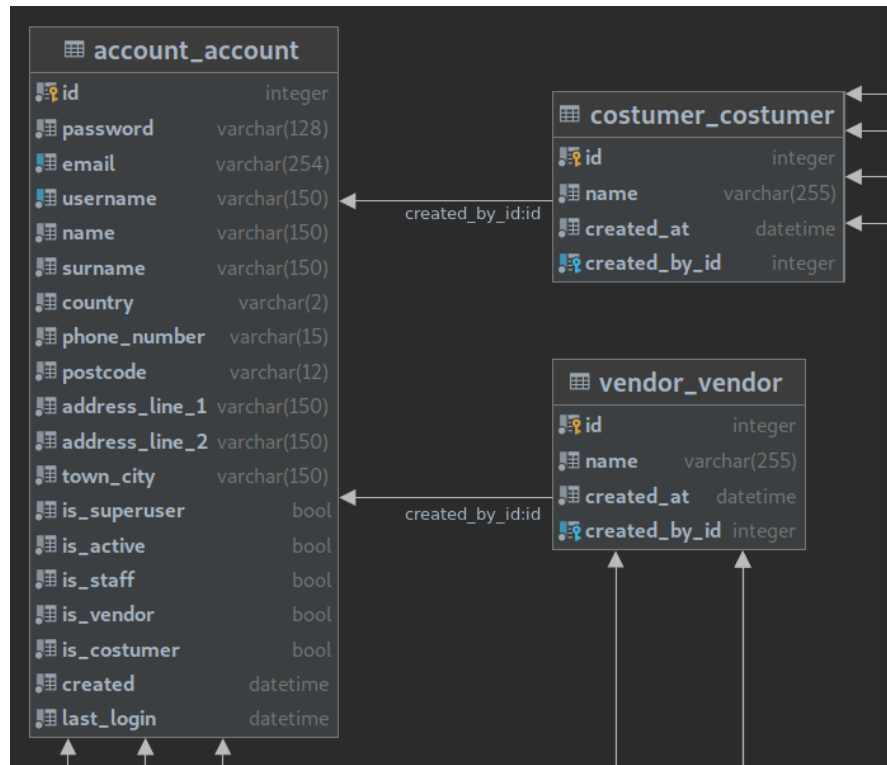 account_account
id integer
password varchar(128)
email varchar(254)
username varchar(150)
name varchar(150)
surname varchar(150)
country varchar(2)
phone_number varchar(15)
postcode varchar(12)
address_line_1 varchar(150)
address_line_2 varchar(150)
town_city varchar(150)
is_superuser bool
is_active bool
is_staff bool
is_vendor bool
is_costumer bool
created datetime
last_login datetime
created_by_id:id
costumer_costumer
id integer
name varchar(255)
created_at datetime
created_by_id integer
created_by_id:id
vendor_vendor
id integer
name varchar(255)
created_at datetime
created_by_id integer